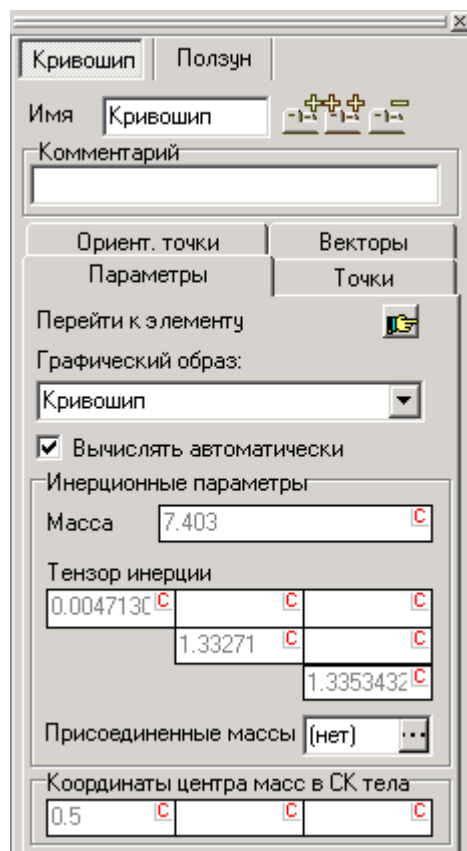 Кривошип Ползун
Имя Кривошип
Комментарий
Ориент. точки Векторы
Параметры Точки
Перейти к элементу
Графический образ:
Кривошип
Вычислять автоматически
Инерционные параметры
Масса 7.403 C
Тензор инерции
0.0047130 C C C
1.33271 C C
1.3353432 C
Присоединенные массы (нет) ...
Координаты центра масс в СК тела
0.5 C C C